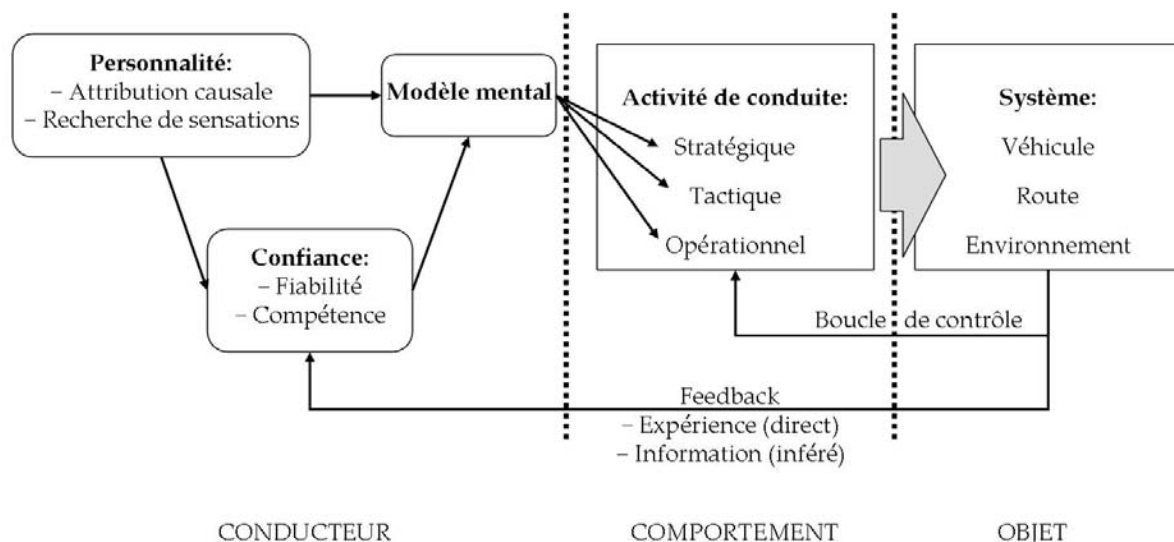 Personnalité:
– Attribution causale
– Recherche de sensations
Modèle mental
Confiance:
– Fiabilité
– Compétence
Activité de conduite:
Stratégique
Tactique
Opérationnel
Système:
Véhicule
Route
Environnement
Boucle de contrôle
Feedback
– Expérience (direct)
– Information (inféré)
CONDUCTEUR
COMPORTEMENT
OBJET